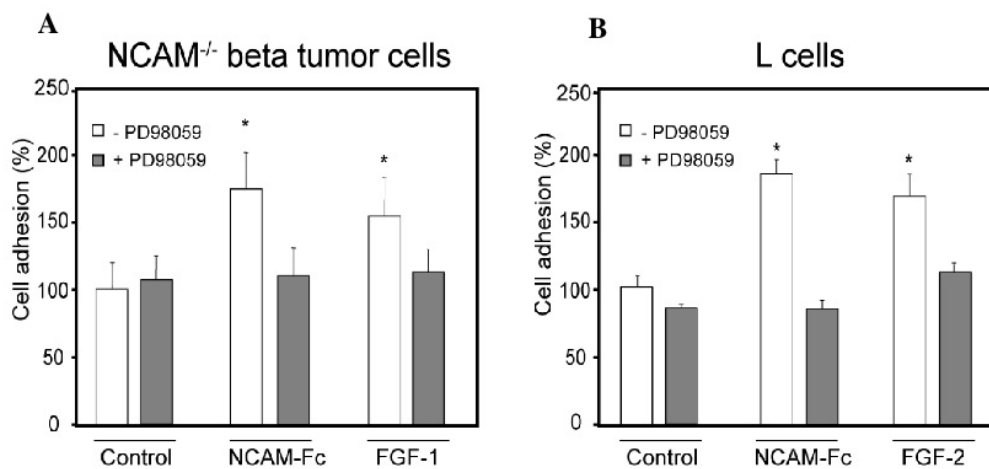 A
NCAM-/- beta tumor cells
250
200
150
100
50
0
Cell adhesion (%)
- PD98059
+ PD98059
*
*
Control
NCAM-Fc
FGF-1
B
L cells
250
200
150
100
50
0
Cell adhesion (%)
- PD98059
+ PD98059
*
*
Control
NCAM-Fc
FGF-2